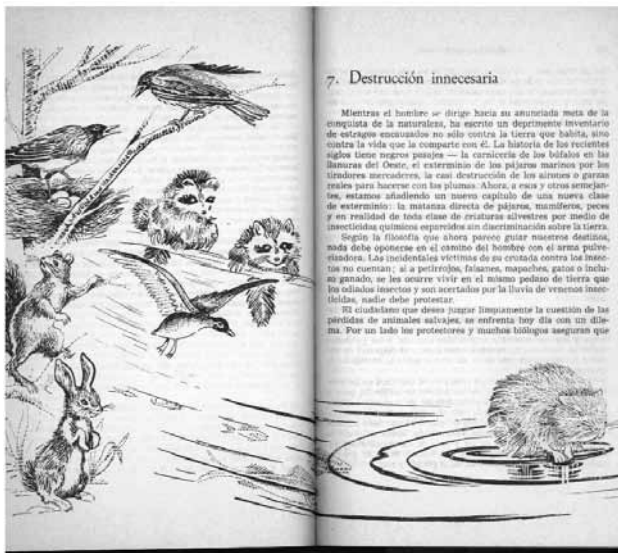 7. Destrucción innecesaria
Mientras el hombre se dirige hacia su anunciada meta de la
conquista de la naturaleza, ha escrito un deprimente inventario
de estragos encauzados no sólo contra la tierra que habita, sino
contra la vida que la comparte con él. La historia de los recientes
siglos tiene negros pasajes — la carnicería de los búfalos en las
llanuras del Oeste, el exterminio de los pájaros marinos por los
tiradores mercaderes, la casi destrucción de los airones o garzas
reales para hacerse con las plumas. Ahora, a esos y otros semejan-
tes, estamos añadiendo un nuevo capítulo de una nueva clase
de exterminio: la matanza directa de pájaros, mamíferos, peces
y en realidad de toda clase de criaturas silvestres por medio de
insecticidas químicos esparcidos sin discriminación sobre la tierra.
Según la filosofía que ahora parece guiar nuestros destinos,
nada debe oponerse en el camino del hombre con el arma pulve-
rizadora. Las incidentales víctimas de su cruzada contra los insec-
tos no cuentan; si a petirrojos, faisanes, mapaches, gatos o inclu-
so ganado, se les ocurre vivir en el mismo pedazo de tierra que
los odiados insectos y son acertados por la lluvia de venenos insec-
ticidas, nadie debe protestar.
El ciudadano que desea juzgar limpiamente la cuestión de las
pérdidas de animales salvajes, se enfrenta hoy día con un dile-
ma. Por un lado los protectores y muchos biólogos aseguran que